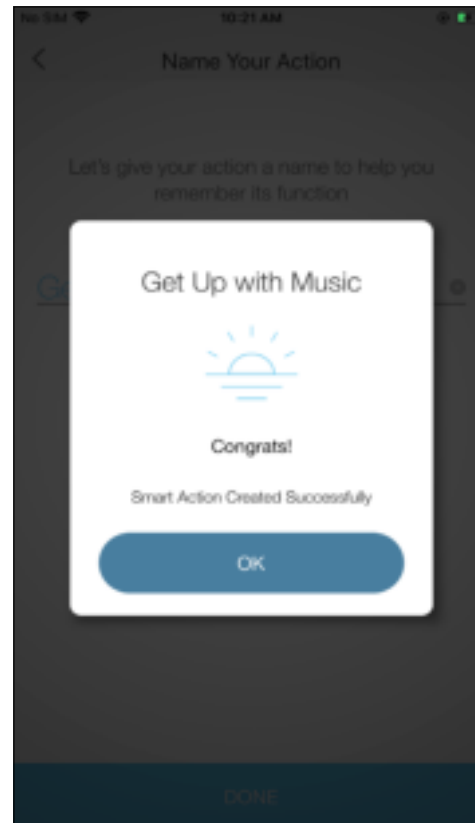 No SIM 10:21 AM
Name Your Action
Let's give your action a name to help you
remember its function
Ge
Get Up with Music
Congrats!
Smart Action Created Successfully
OK
DONE